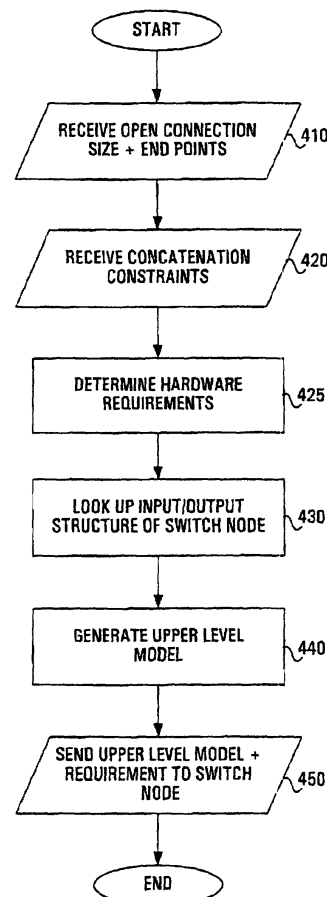 START
RECEIVE OPEN CONNECTION
SIZE + END POINTS
410
RECEIVE CONCATENATION
CONSTRAINTS
420
DETERMINE HARDWARE
REQUIREMENTS
425
LOOK UP INPUT/OUTPUT
STRUCTURE OF SWITCH NODE
430
GENERATE UPPER LEVEL
MODEL
440
SEND UPPER LEVEL MODEL +
REQUIREMENT TO SWITCH
NODE
450
END